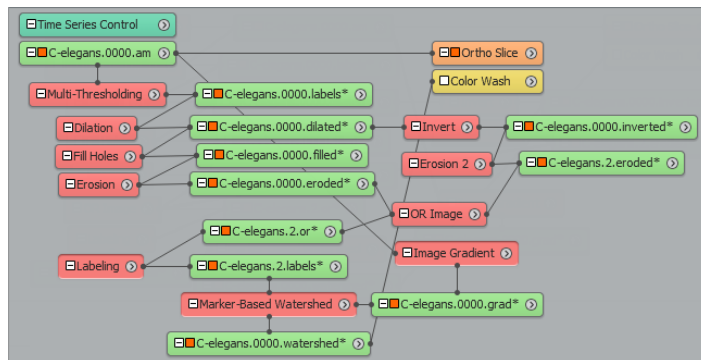 Time Series Control
C-elegans.0000.am
Ortho Slice
Color Wash
Multi-Thresholding
C-elegans.0000.labels*
Dilation
C-elegans.0000.dilated*
Invert
C-elegans.0000.inverted*
Fill Holes
C-elegans.0000.filled*
Erosion 2
C-elegans.2.eroded*
Erosion
C-elegans.0000.eroded*
OR Image
C-elegans.2.or*
Image Gradient
Labeling
C-elegans.2.labels*
Marker-Based Watershed
C-elegans.0000.grad*
C-elegans.0000.watershed*